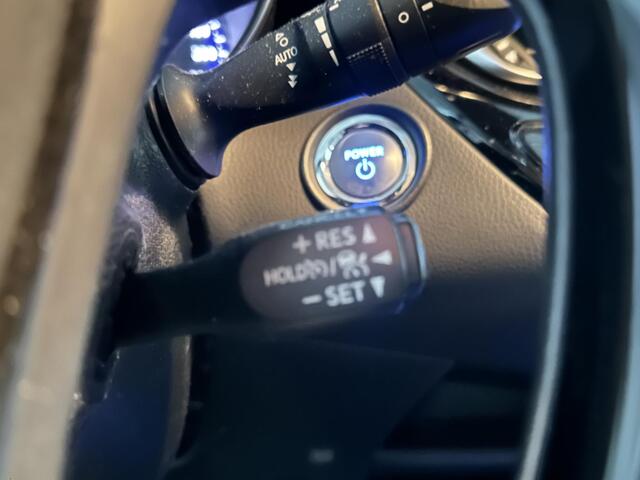 AUTO
POWER
+ RES
HOLD /
− SET